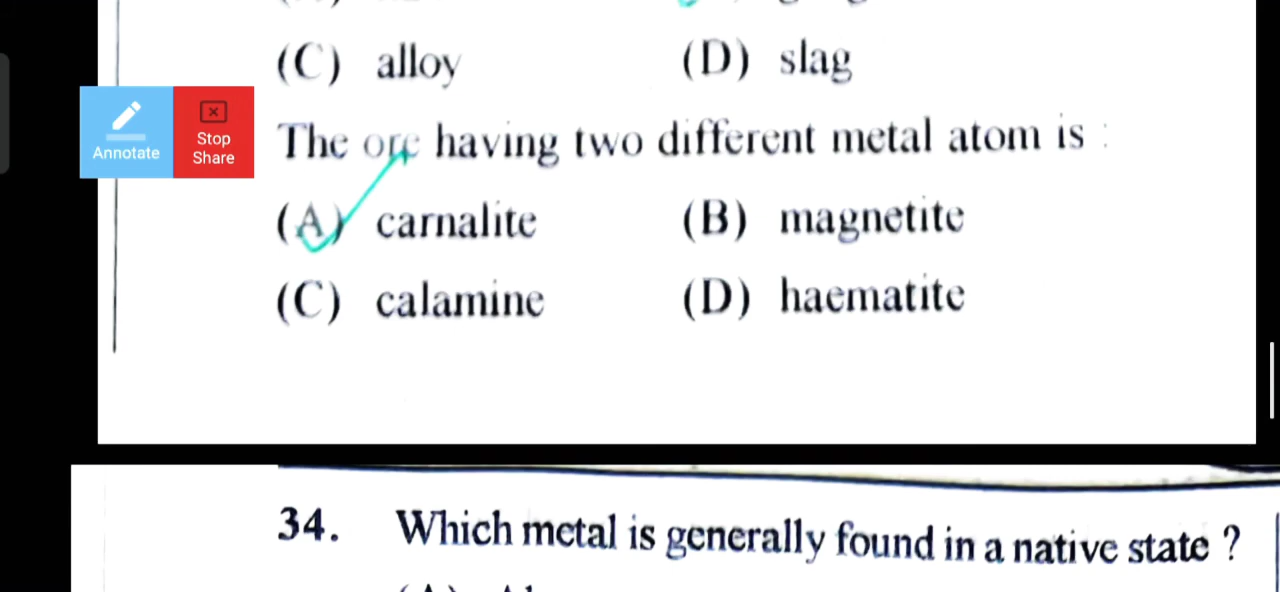 (C) alloy (D) slag
Annotate
Stop
Share
The ore having two different metal atom is :
(A) carnalite (B) magnetite
(C) calamine (D) haematite
34. Which metal is generally found in a native state ?